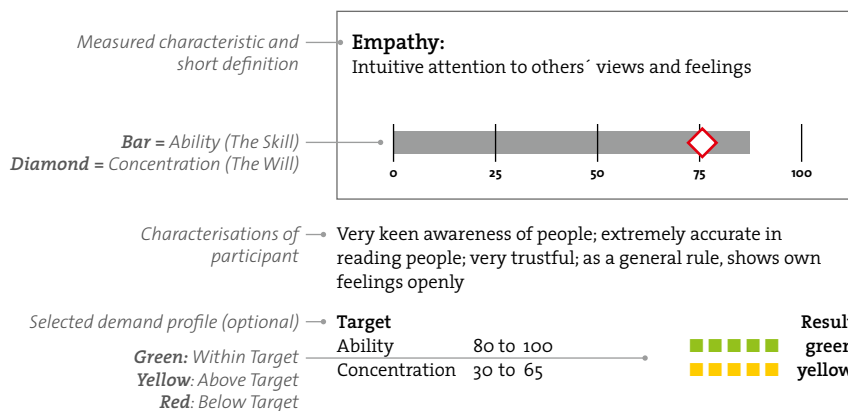 Measured characteristic and
short definition
Empathy:
Intuitive attention to others´ views and feelings
Bar = Ability (The Skill)
Diamond = Concentration (The Will)
0 25 50 75 100
Characterisations of
participant
Very keen awareness of people; extremely accurate in
reading people; very trustful; as a general rule, shows own
feelings openly
Selected demand profile (optional)
Target Result
Ability 80 to 100 green
Concentration 30 to 65 yellow
Green: Within Target
Yellow: Above Target
Red: Below Target